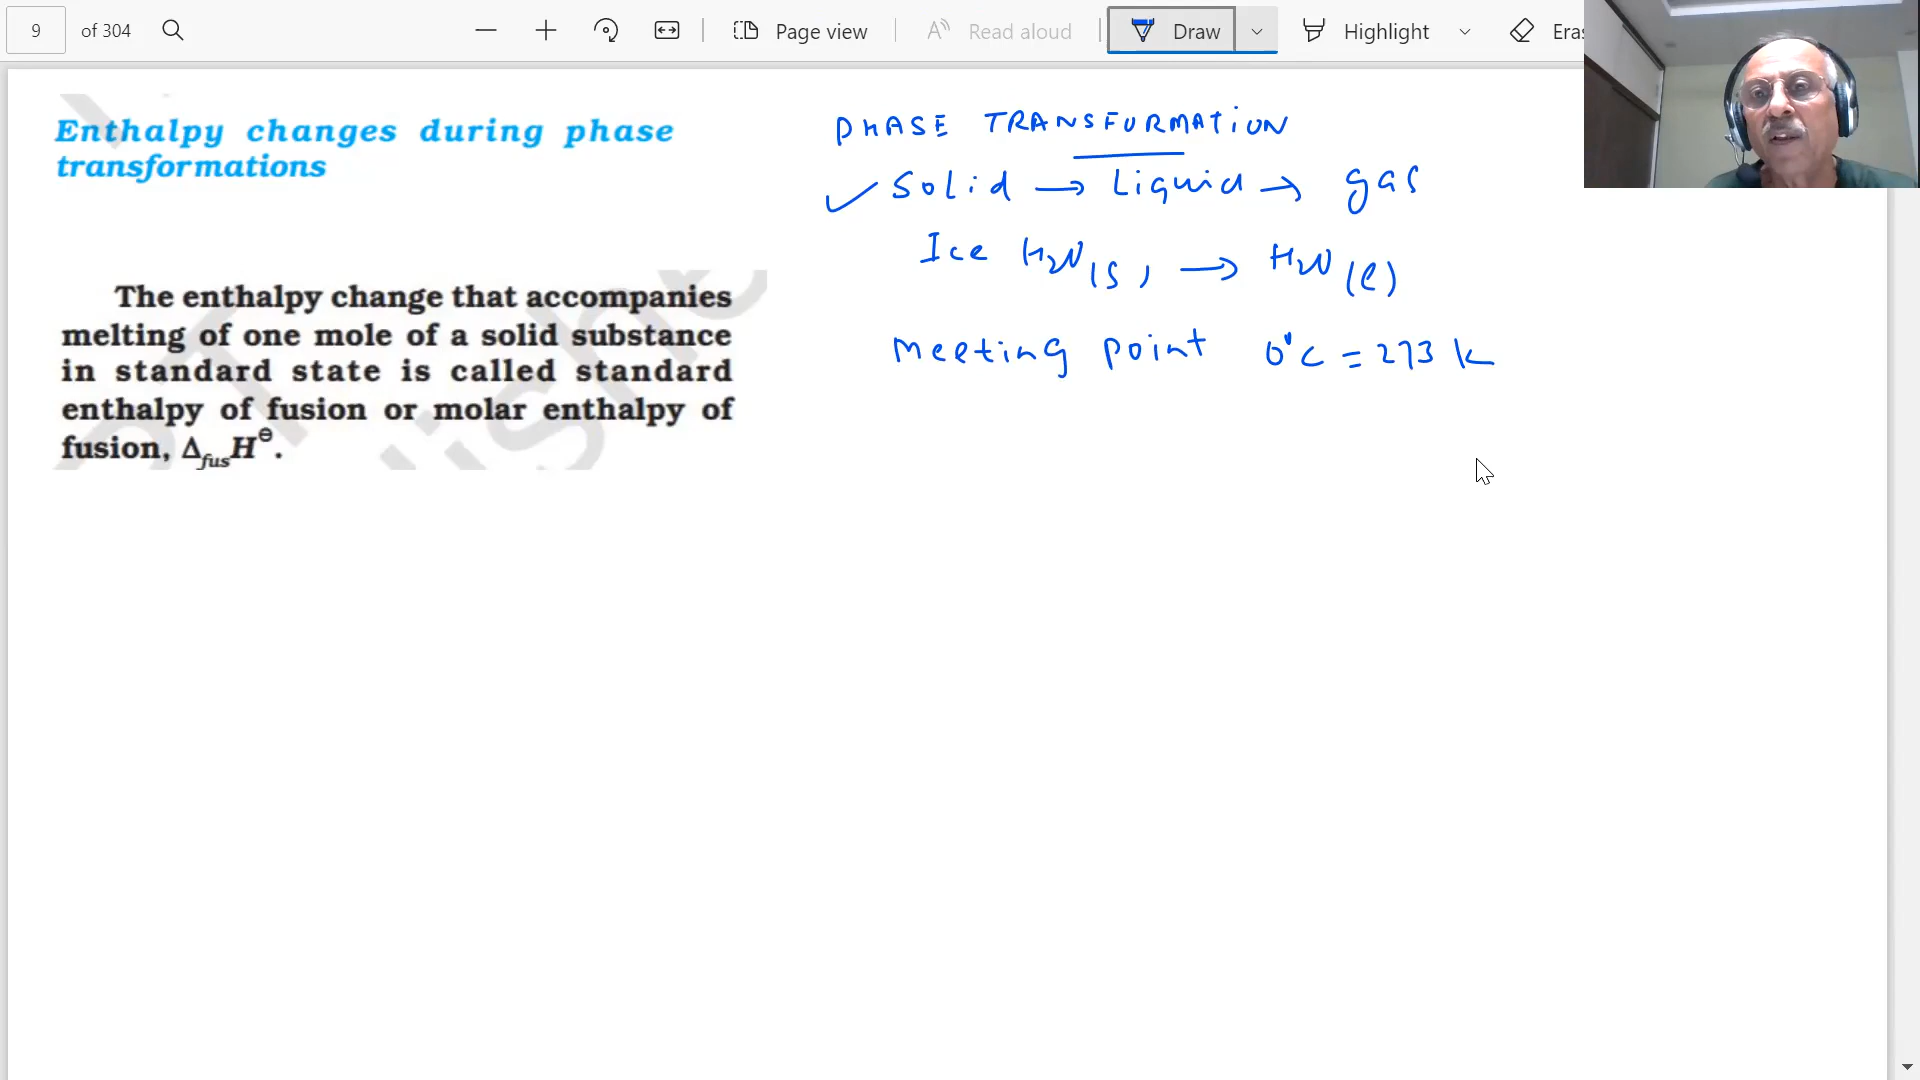 9 of 304 Page view Read aloud Draw Highlight Eras
Enthalpy changes during phase
transformations
The enthalpy change that accompanies
melting of one mole of a solid substance
in standard state is called standard
enthalpy of fusion or molar enthalpy of
fusion, ΔfusH⊖.
PHASE TRANSFORMATION
✓ Solid → Liquid → gas
Ice H2O(s) → H2O(l)
Meeting point 0°C = 273 K